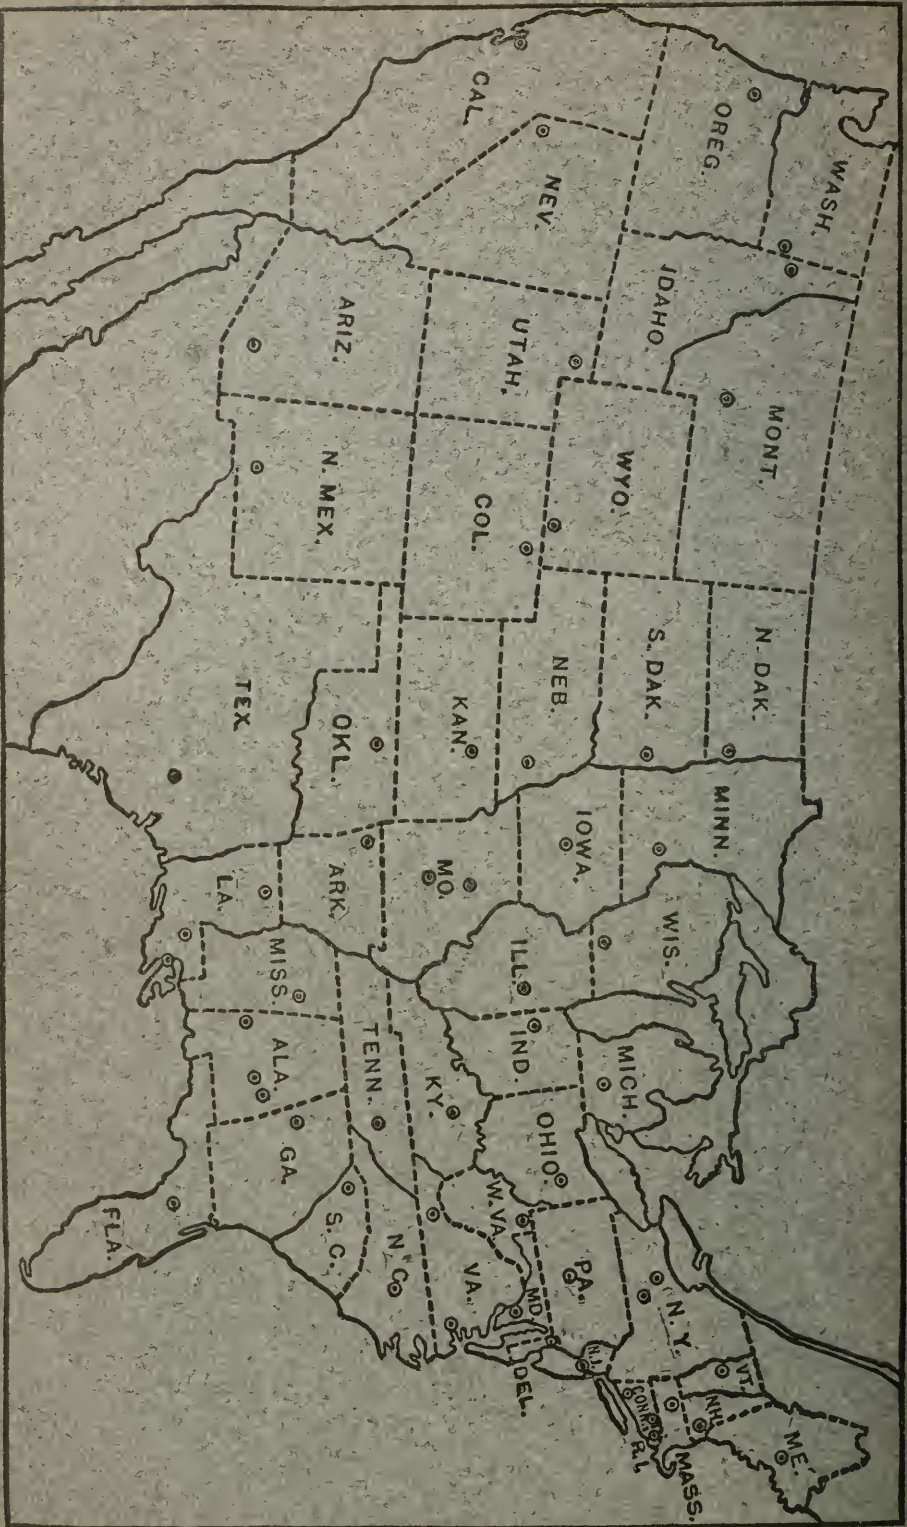 WASH.
OREG.
CAL.
NEV.
IDAHO.
MONT.
WYO.
UTAH,
ARIZ.
COL.
N. MEX.
N. DAK.
S. DAK.
NEB.
KAN.
OKL.
TEX.
MINN.
IOWA.
MO.
ARK.
LA.
WIS.
ILL.
MICH.
IND.
OHIO.
KY.
TENN.
MISS.
ALA.
GA.
FLA.
S. C.
N. C.
VA.
W. VA.
MD.
DEL.
PA.
N.J.
N. Y.
CONN.
R.I.
MASS.
VT.
N.H.
ME.